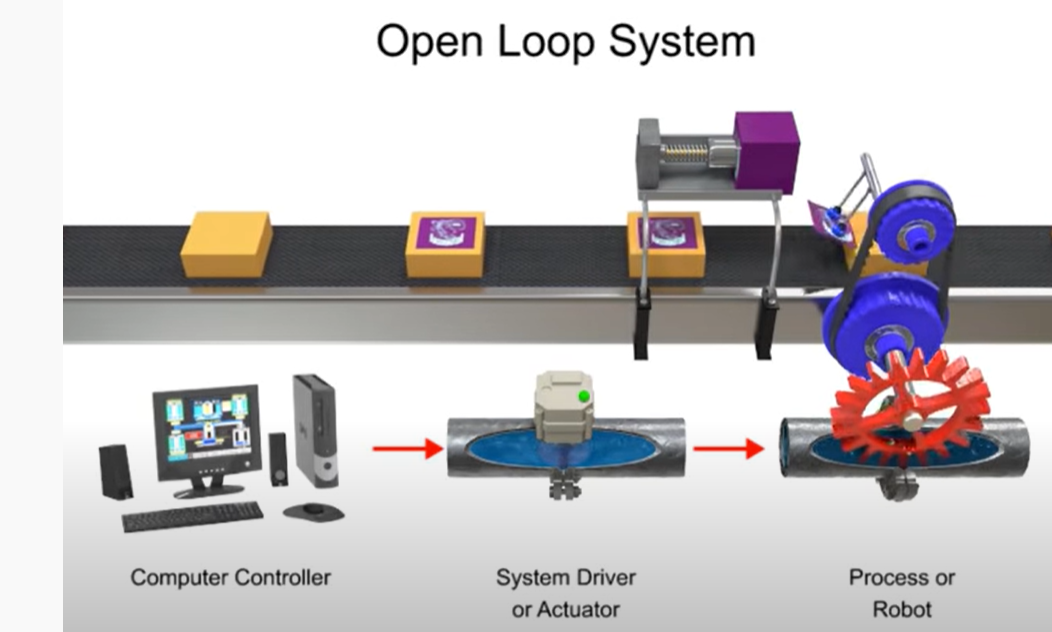 Open Loop System
Computer Controller
System Driver
or Actuator
Process or
Robot